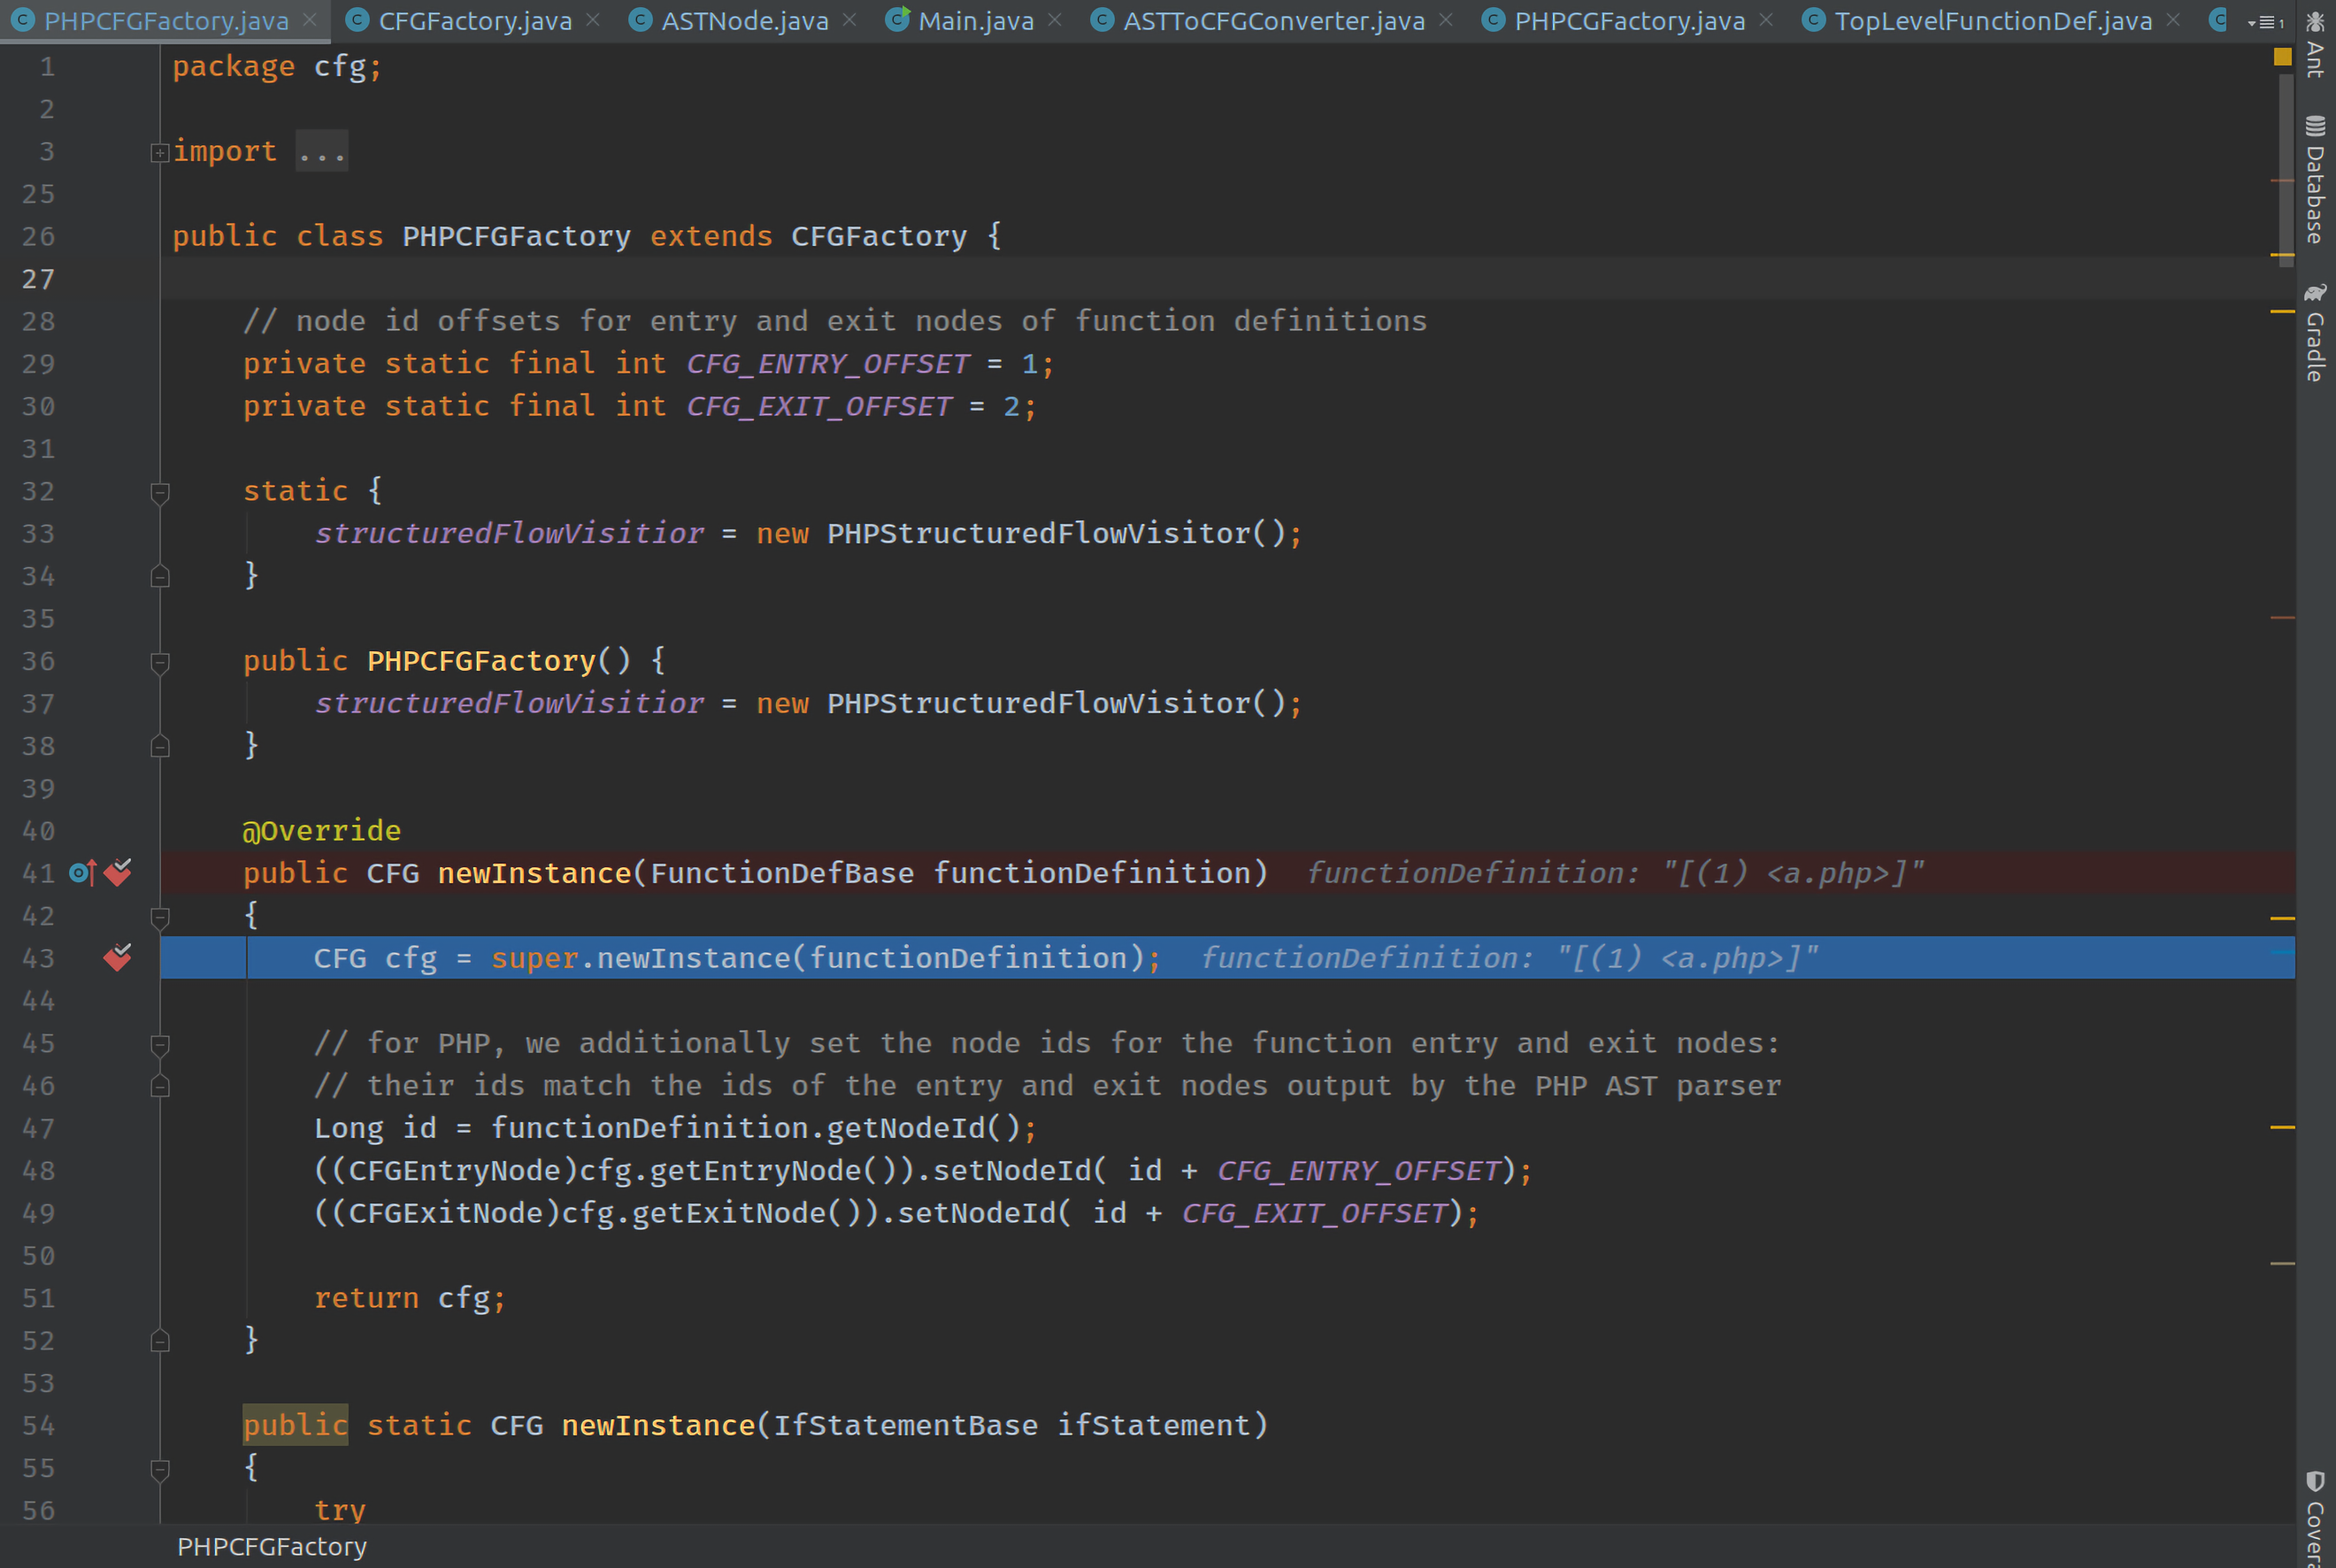 PHPCFGFactory.java CFGFactory.java ASTNode.java Main.java ASTToCFGConverter.java PHPCGFactory.java TopLevelFunctionDef.java 1
Ant
Database
Gradle
1 package cfg;
2
3 import ...
25
26 public class PHPCFGFactory extends CFGFactory {
27
28 // node id offsets for entry and exit nodes of function definitions
29 private static final int CFG_ENTRY_OFFSET = 1;
30 private static final int CFG_EXIT_OFFSET = 2;
31
32 static {
33 structuredFlowVisitior = new PHPStructuredFlowVisitor();
34 }
35
36 public PHPCFGFactory() {
37 structuredFlowVisitior = new PHPStructuredFlowVisitor();
38 }
39
40 @Override
41 public CFG newInstance(FunctionDefBase functionDefinition) functionDefinition: "[(1) <a.php>]"
42 {
43 CFG cfg = super.newInstance(functionDefinition); functionDefinition: "[(1) <a.php>]"
44
45 // for PHP, we additionally set the node ids for the function entry and exit nodes:
46 // their ids match the ids of the entry and exit nodes output by the PHP AST parser
47 Long id = functionDefinition.getNodeId();
48 ((CFGEntryNode)cfg.getEntryNode()).setNodeId( id + CFG_ENTRY_OFFSET);
49 ((CFGExitNode)cfg.getExitNode()).setNodeId( id + CFG_EXIT_OFFSET);
50
51 return cfg;
52 }
53
54 public static CFG newInstance(IfStatementBase ifStatement)
55 {
56 try
PHPCFGFactory